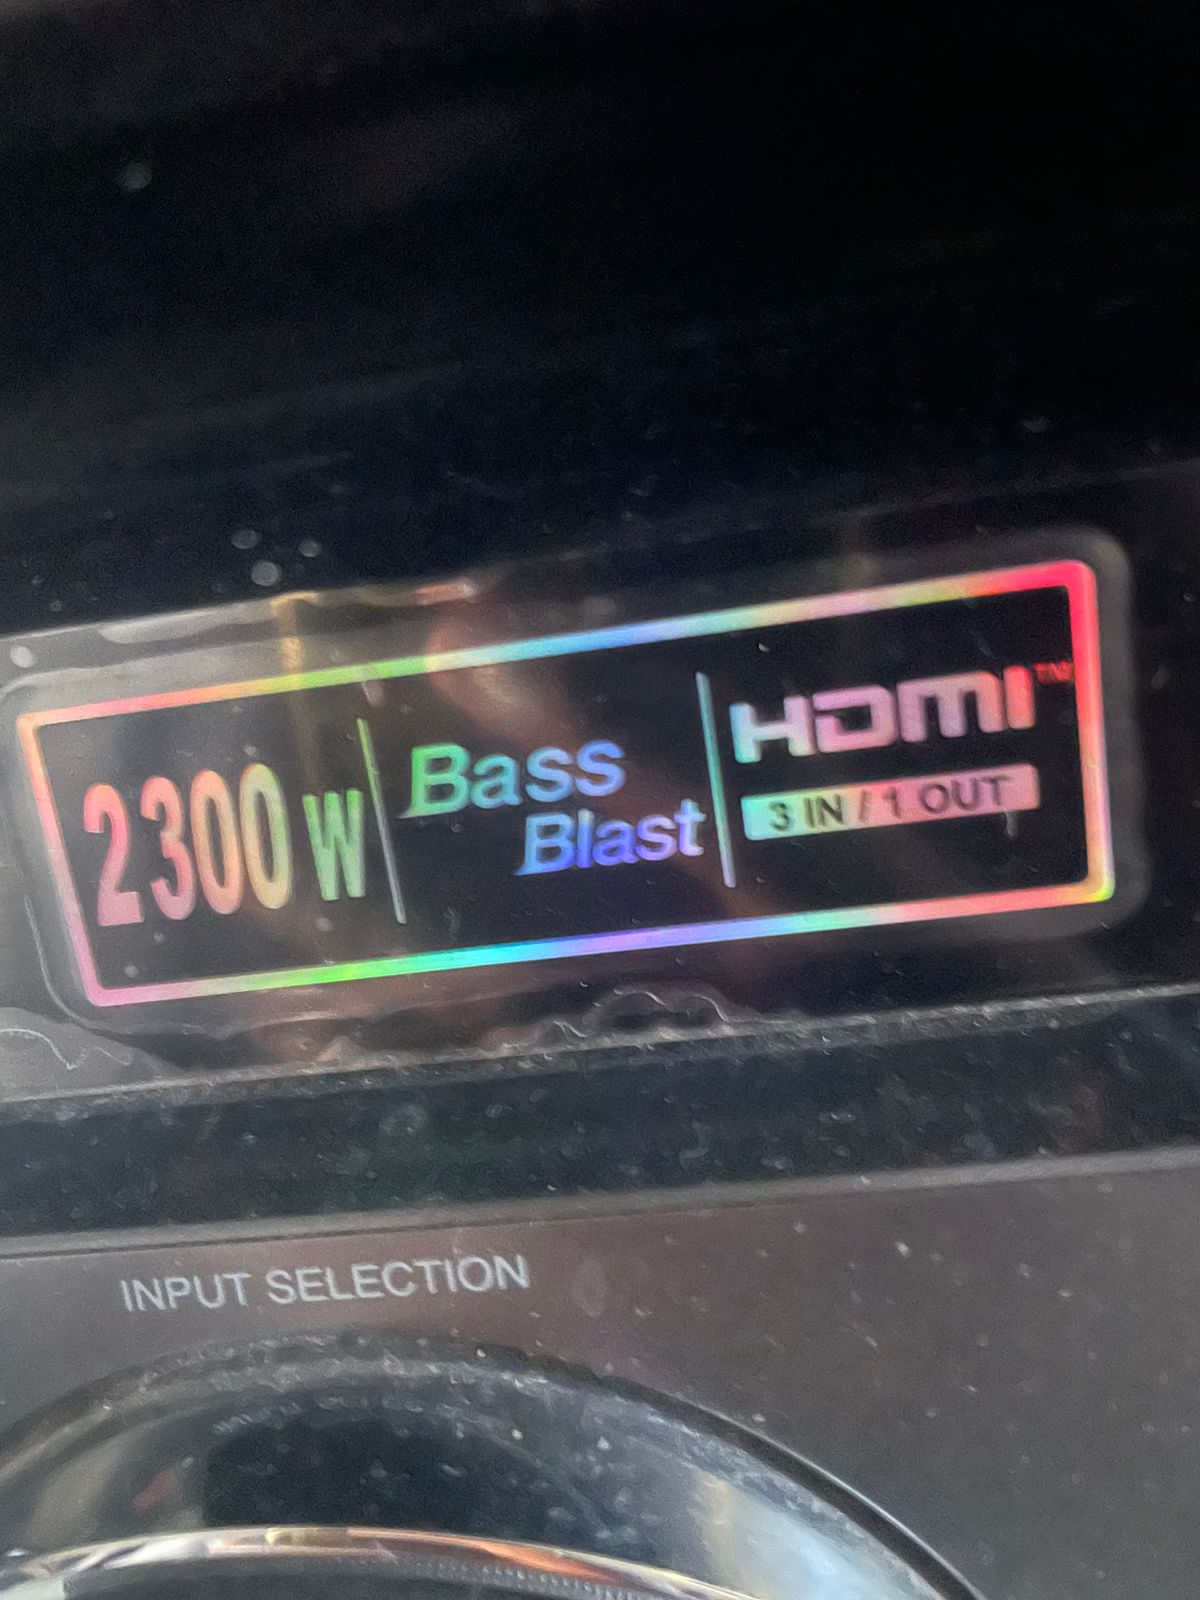 2300 W
Bass
Blast
HDMI™
3 IN / 1 OUT
INPUT SELECTION